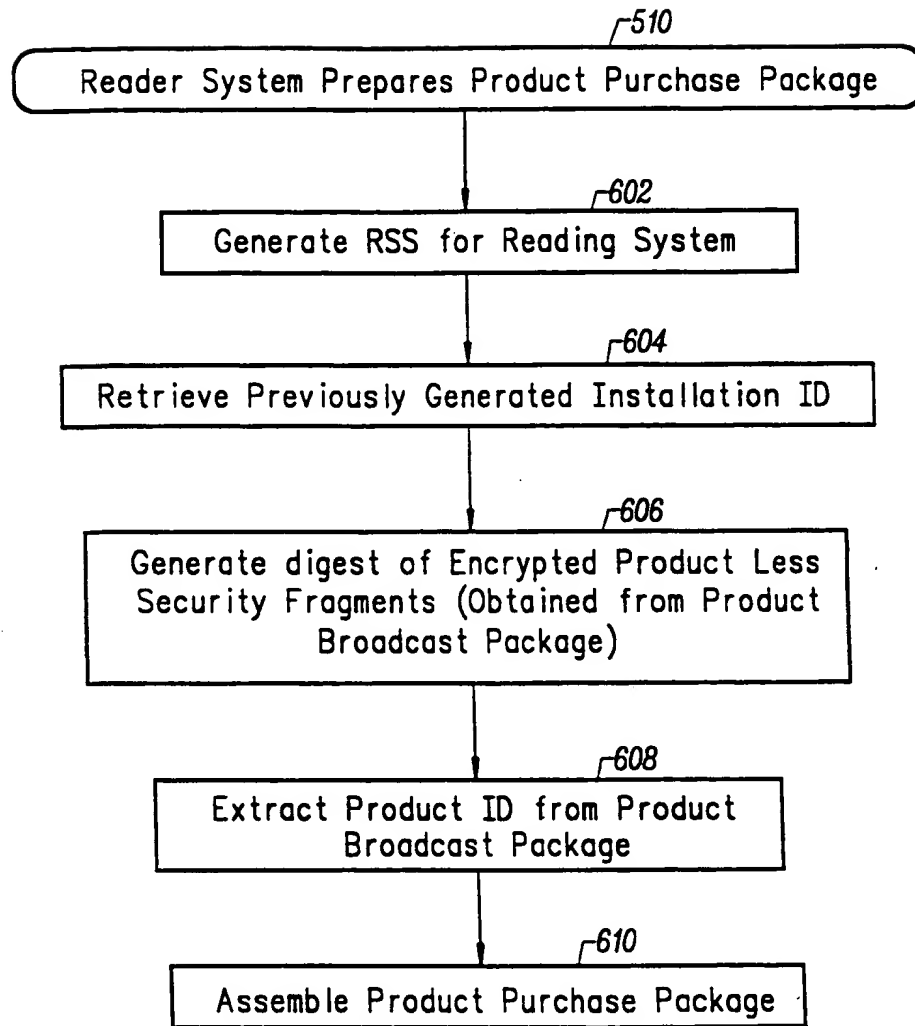 510
Reader System Prepares Product Purchase Package
602
Generate RSS for Reading System
604
Retrieve Previously Generated Installation ID
606
Generate digest of Encrypted Product Less
Security Fragments (Obtained from Product
Broadcast Package)
608
Extract Product ID from Product
Broadcast Package
610
Assemble Product Purchase Package